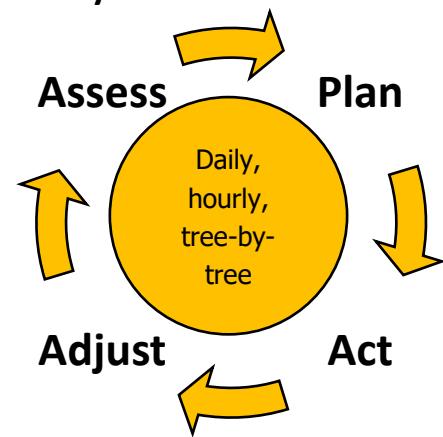 Assess
Plan
Daily,
hourly,
tree-by-
tree
Adjust
Act